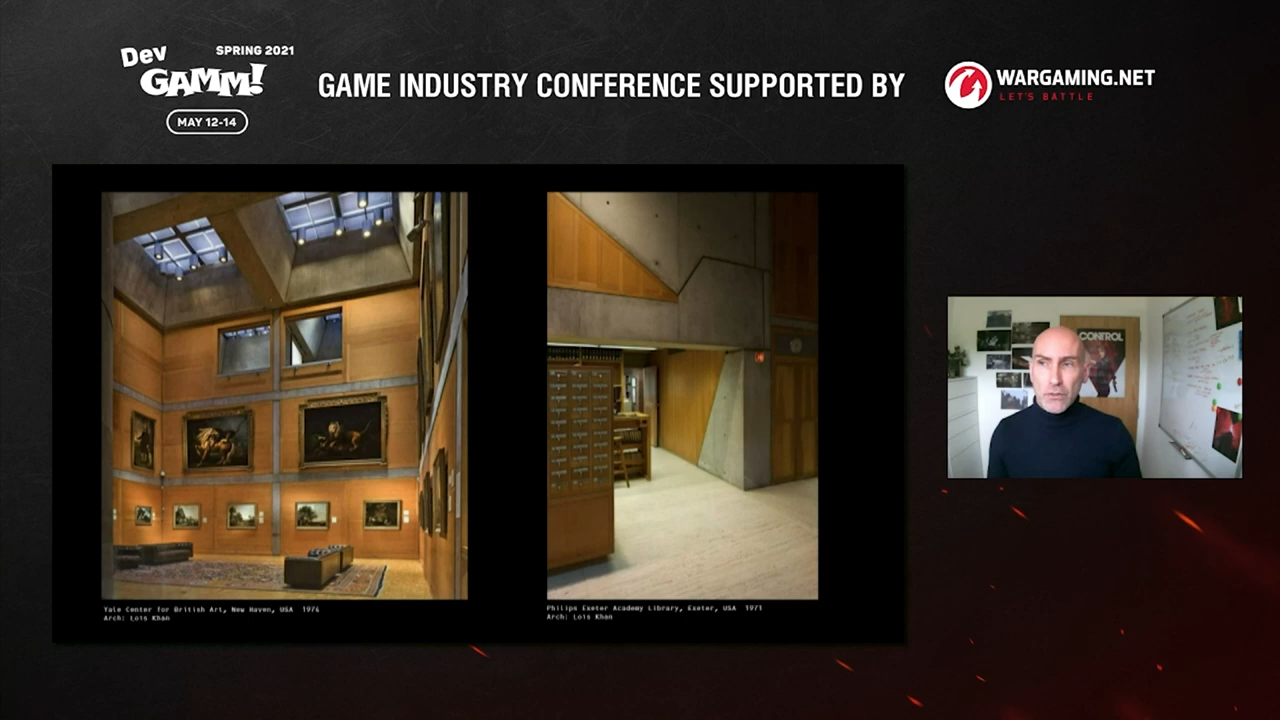 Dev
SPRING 2021
GAMM!
MAY 12-14
GAME INDUSTRY CONFERENCE SUPPORTED BY
WARGAMING.NET
LET'S BATTLE
CONTROL
Yale Center for British Art, New Haven, USA 1974
Arch: Lois Khan
Philips Exeter Academy Library, Exeter, USA 1971
Arch: Lois Khan